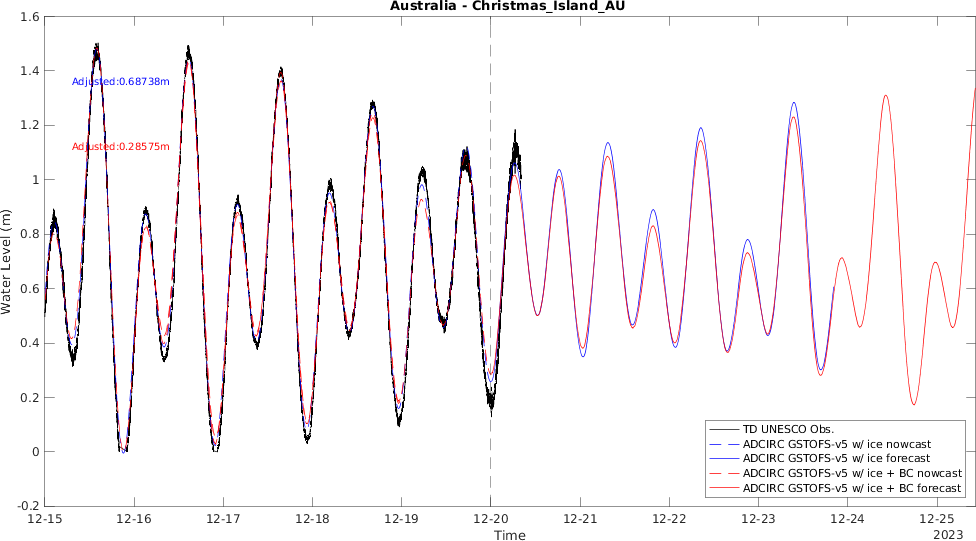 Australia - Christmas_Island_AU
1.6
1.4
1.2
1
0.8
0.6
0.4
0.2
0
-0.2
Water Level (m)
Adjusted:0.68738m
Adjusted:0.28575m
TD UNESCO Obs.
ADCIRC GSTOFS-v5 w/ ice nowcast
ADCIRC GSTOFS-v5 w/ ice forecast
ADCIRC GSTOFS-v5 w/ ice + BC nowcast
ADCIRC GSTOFS-v5 w/ ice + BC forecast
12-15 12-16 12-17 12-18 12-19 12-20 12-21 12-22 12-23 12-24 12-25
Time
2023